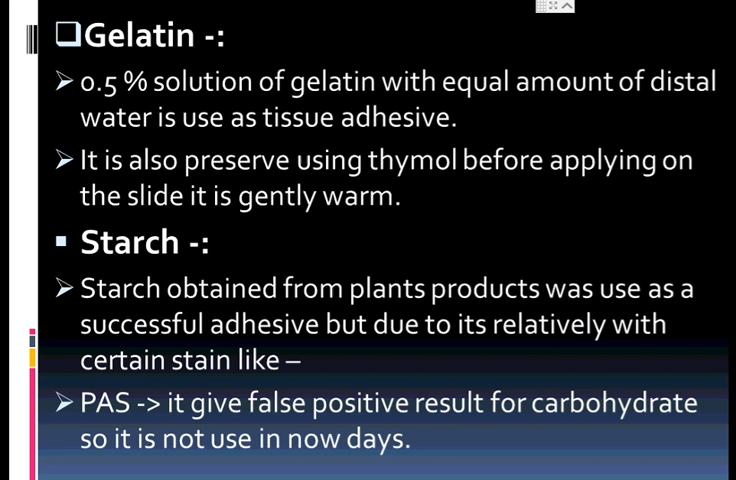 Gelatin -:
0.5 % solution of gelatin with equal amount of distal
water is use as tissue adhesive.
It is also preserve using thymol before applying on
the slide it is gently warm.
Starch -:
Starch obtained from plants products was use as a
successful adhesive but due to its relatively with
certain stain like –
PAS -> it give false positive result for carbohydrate
so it is not use in now days.